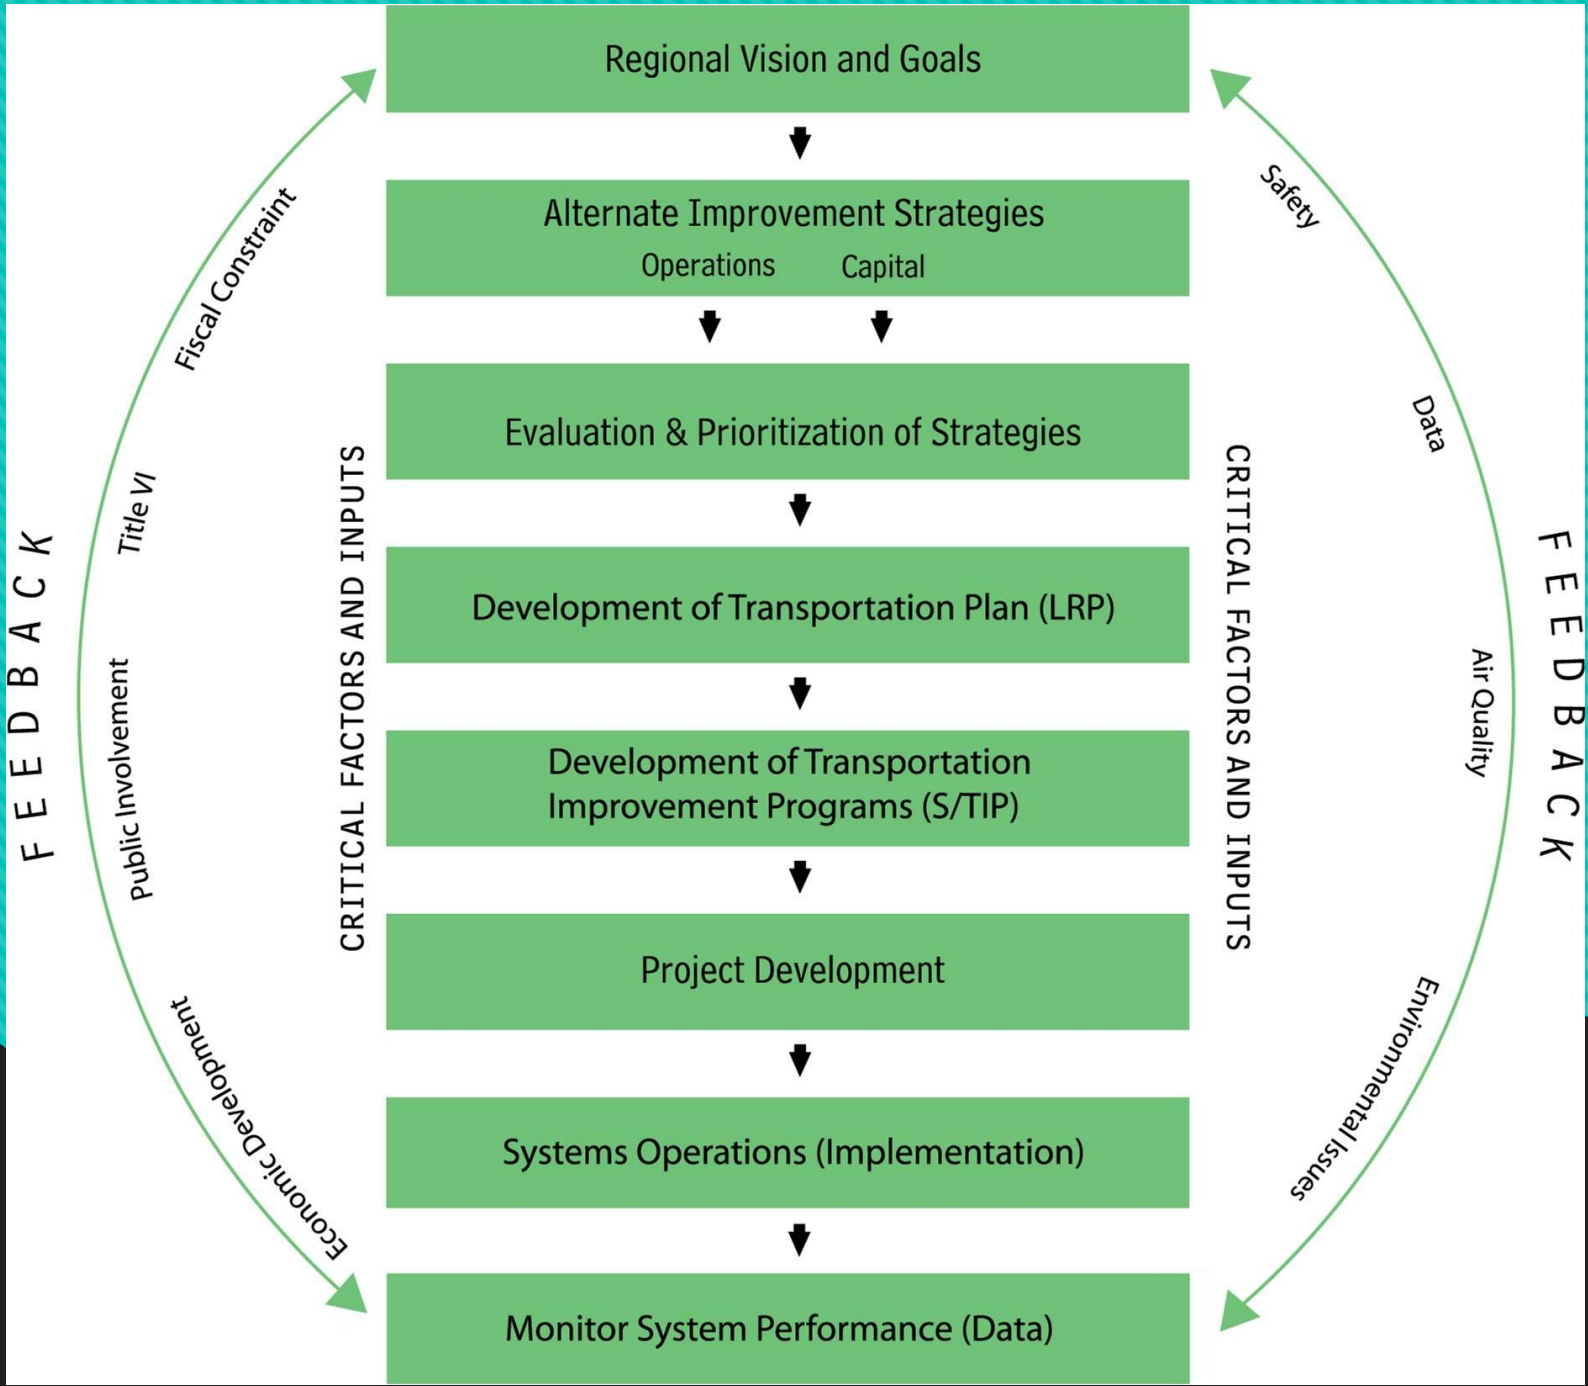 Regional Vision and Goals
Alternate Improvement Strategies
Operations
Capital
Evaluation & Prioritization of Strategies
Development of Transportation Plan (LRP)
Development of Transportation
Improvement Programs (S/TIP)
Project Development
Systems Operations (Implementation)
Monitor System Performance (Data)
FEEDBACK
Fiscal Constraint
Title VI
Public Involvement
Economic Development
CRITICAL FACTORS AND INPUTS
CRITICAL FACTORS AND INPUTS
Safety
Data
Air Quality
Environmental Issues
FEEDBACK